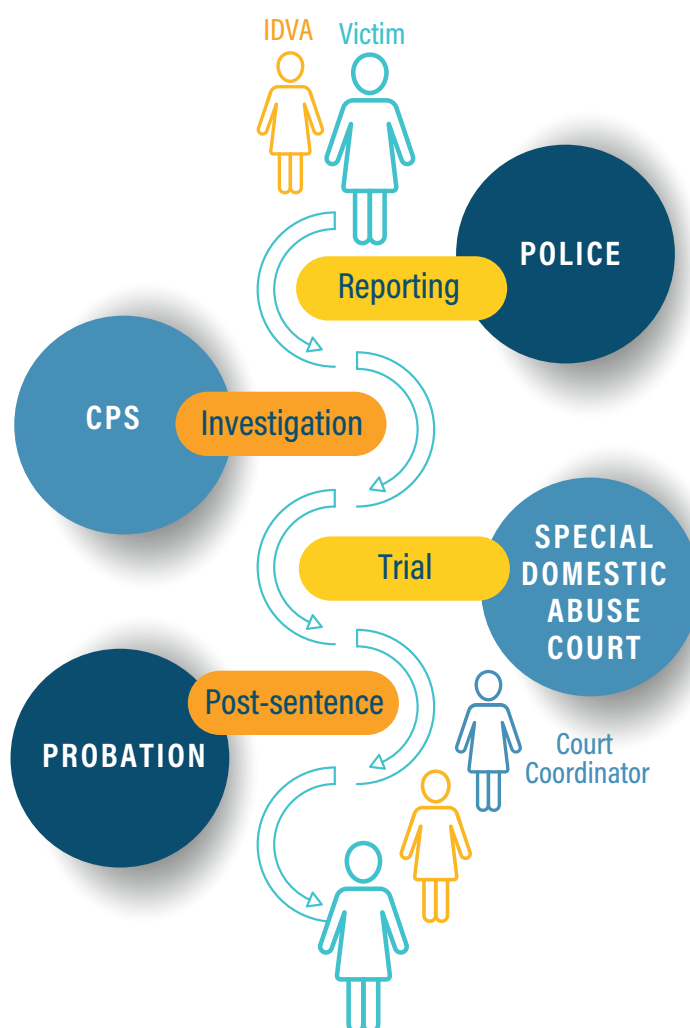 IDVA
Victim
POLICE
Reporting
CPS
Investigation
SPECIAL
DOMESTIC
ABUSE
COURT
Trial
Post-sentence
PROBATION
Court
Coordinator